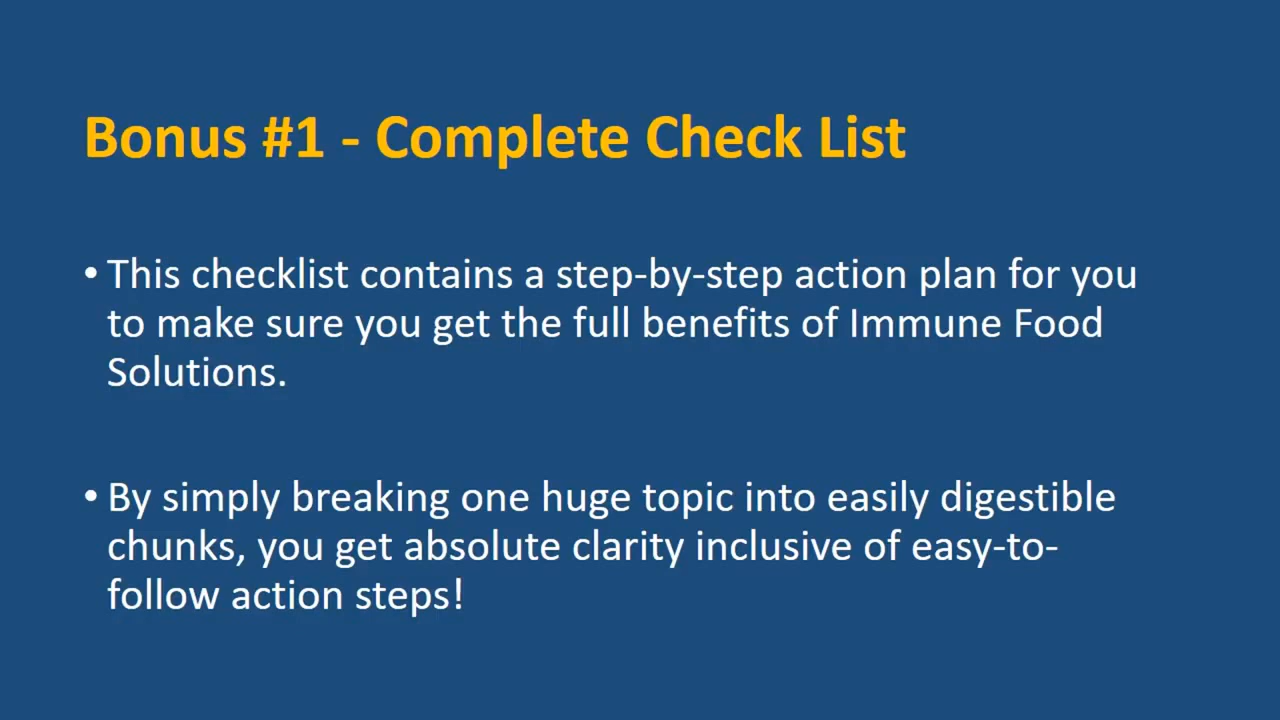 Bonus #1 - Complete Check List
• This checklist contains a step-by-step action plan for you
to make sure you get the full benefits of Immune Food
Solutions.
• By simply breaking one huge topic into easily digestible
chunks, you get absolute clarity inclusive of easy-to-
follow action steps!